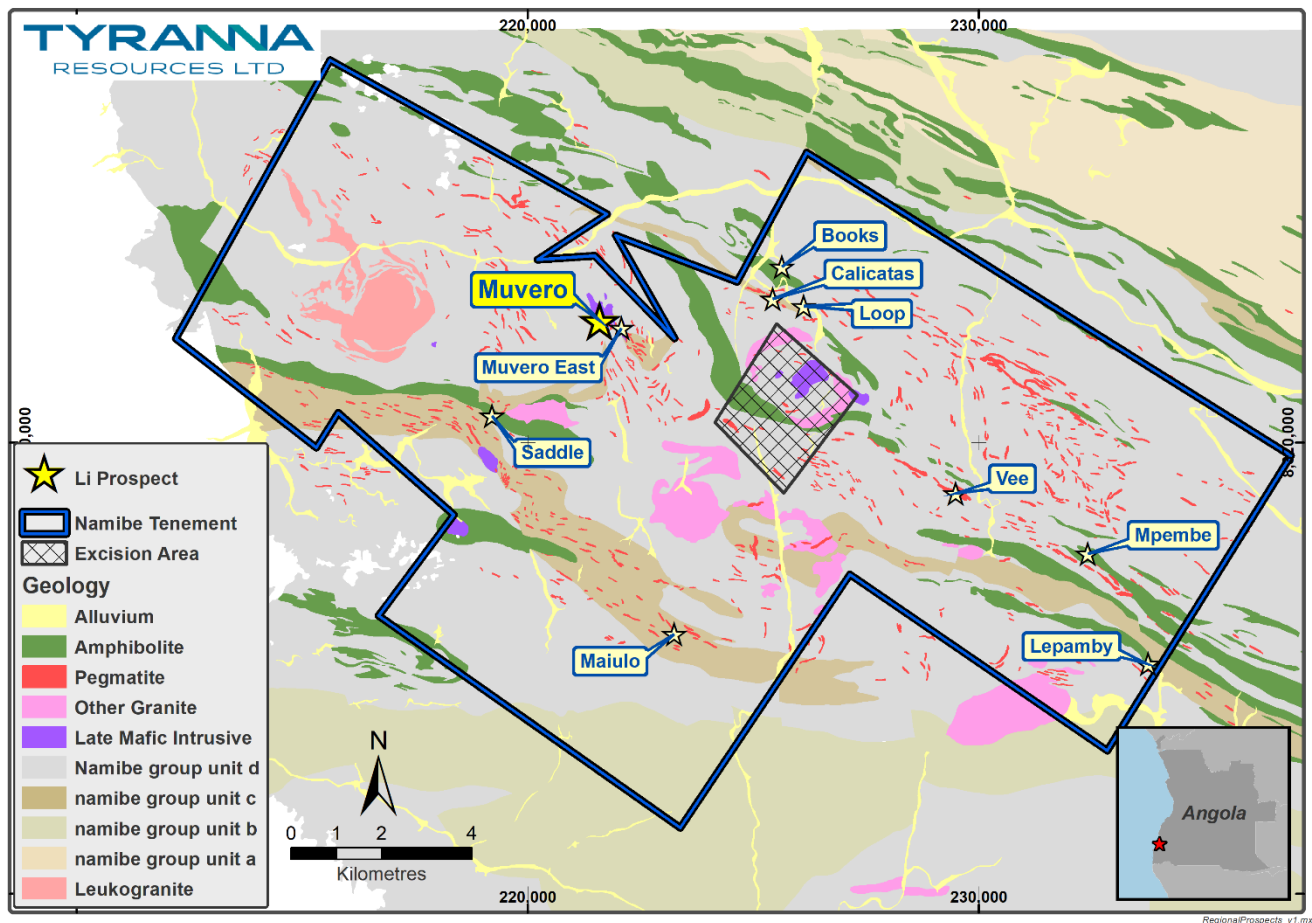 TYRANNA
RESOURCES LTD
220,000
230,000
Books
Calicatas
Muvero
Loop
Muvero East
0,000
Saddle
Vee
Mpembe
Lepamby
Maiulo
Li Prospect
Namibe Tenement
Excision Area
Geology
Alluvium
Amphibolite
Pegmatite
Other Granite
Late Mafic Intrusive
Namibe group unit d
namibe group unit c
namibe group unit b
namibe group unit a
Leukogranite
N
0 1 2 4
Kilometres
Angola
220,000
230,000
RegionalProspects_v1.mx